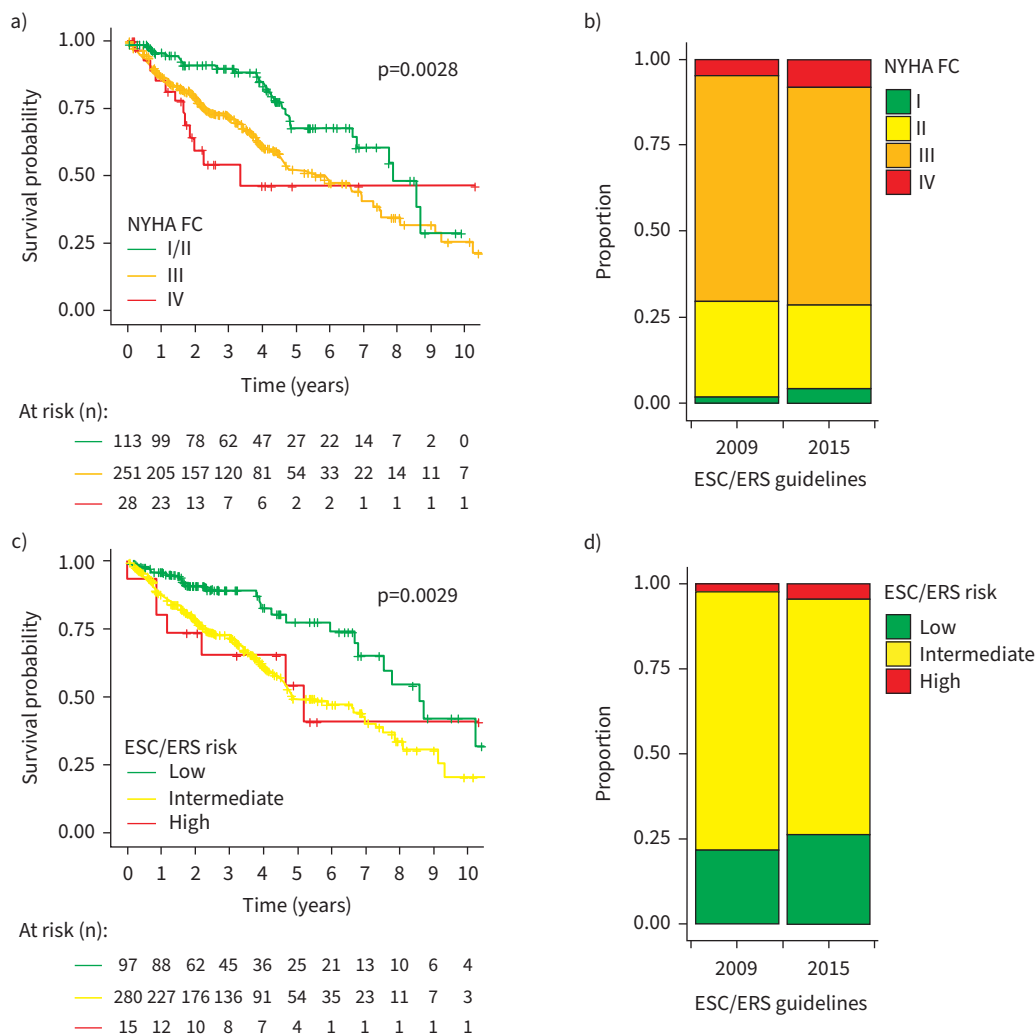 a)
1.00
0.75
0.50
0.25
0.00
Survival probability
p=0.0028
NYHA FC
I/II
III
IV
0 1 2 3 4 5 6 7 8 9 10
Time (years)
At risk (n):
113 99 78 62 47 27 22 14 7 2 0
251 205 157 120 81 54 33 22 14 11 7
28 23 13 7 6 2 2 1 1 1 1
b)
1.00
0.75
0.50
0.25
0.00
Proportion
2009 2015
ESC/ERS guidelines
NYHA FC
I
II
III
IV
c)
1.00
0.75
0.50
0.25
0.00
Survival probability
p=0.0029
ESC/ERS risk
Low
Intermediate
High
0 1 2 3 4 5 6 7 8 9 10
Time (years)
At risk (n):
97 88 62 45 36 25 21 13 10 6 4
280 227 176 136 91 54 35 23 11 7 3
15 12 10 8 7 4 1 1 1 1 1
d)
1.00
0.75
0.50
0.25
0.00
Proportion
2009 2015
ESC/ERS guidelines
ESC/ERS risk
Low
Intermediate
High